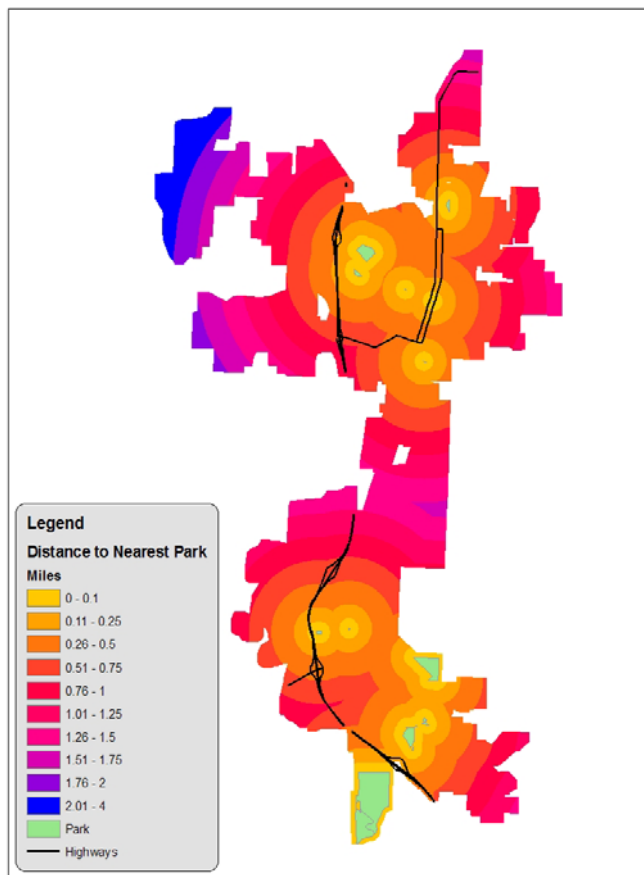 Legend
Distance to Nearest Park
Miles
0 - 0.1
0.11 - 0.25
0.26 - 0.5
0.51 - 0.75
0.76 - 1
1.01 - 1.25
1.26 - 1.5
1.51 - 1.75
1.76 - 2
2.01 - 4
Park
Highways